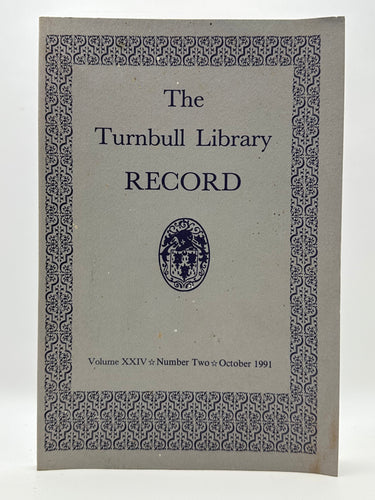 The
Turnbull Library
RECORD
Volume XXIV ☆ Number Two ☆ October 1991